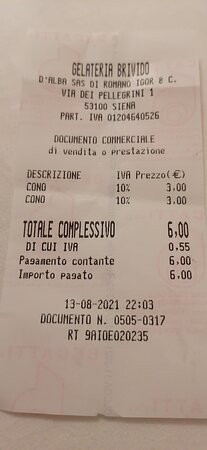 GELATERIA BRIVIDO
D'ALBA SAS DI ROMANO IGOR & C.
VIA DEI PELLEGRINI 1
53100 SIENA
PART. IVA 01204640526
DOCUMENTO COMMERCIALE
di vendita o prestazione
DESCRIZIONE IVA Prezzo(€)
CONO 10% 3.00
CONO 10% 3.00
TOTALE COMPLESSIVO 6,00
DI CUI IVA 0,55
Pagamento contante 6,00
Importo pagato 6,00
13-08-2021 22:03
DOCUMENTO N. 0505-0317
RT 9AIOE020235